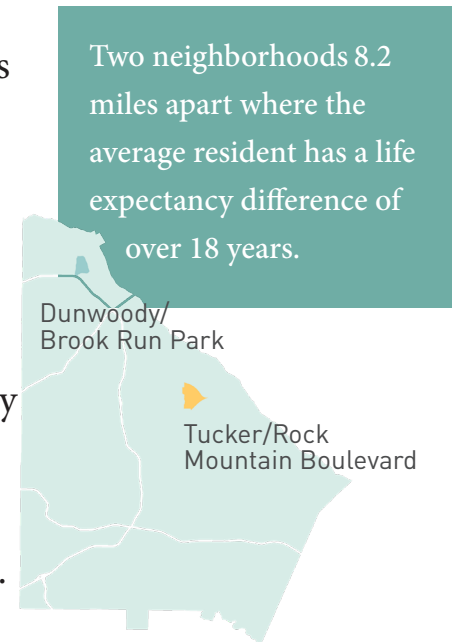 s
Two neighborhoods 8.2
miles apart where the
average resident has a life
expectancy difference of
over 18 years.
Dunwoody/
Brook Run Park
y
Tucker/Rock
Mountain Boulevard
.